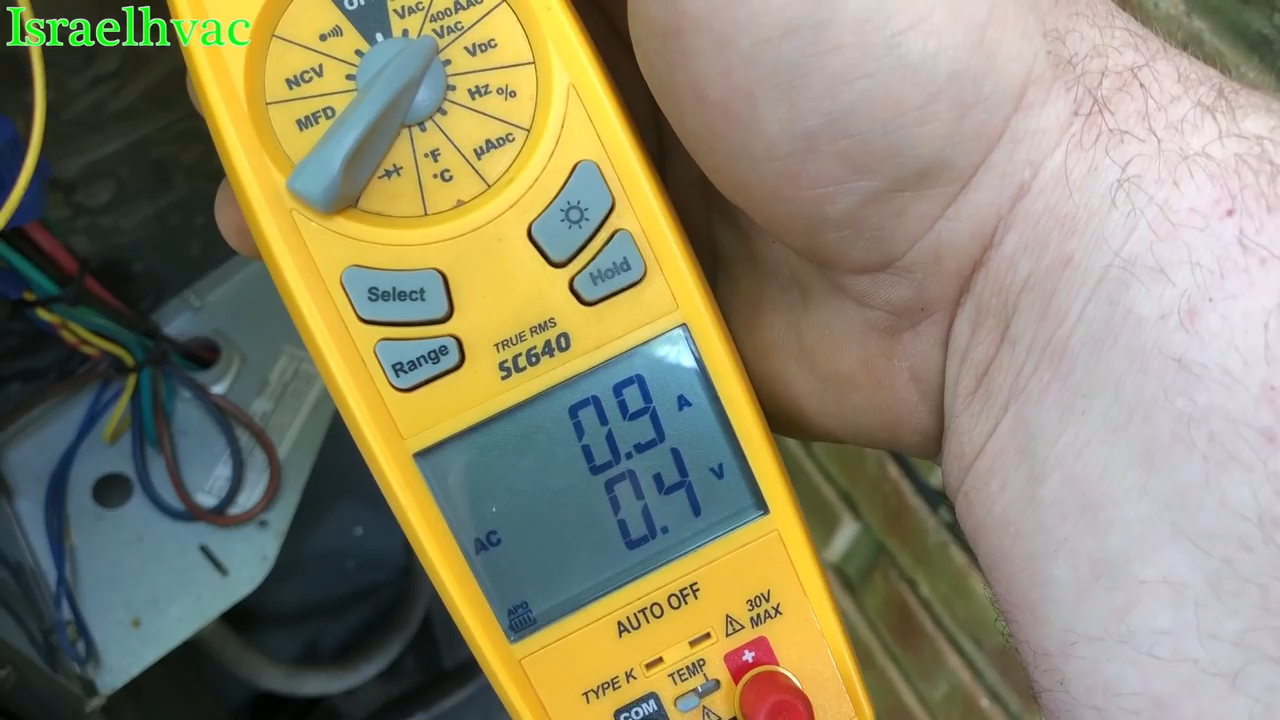 Israelhvac
OFF
VAC
400AAC
VAC
NCV
VDC
MFD
Hz %
µADC
°F
°C
Select
Hold
Range
TRUE RMS
SC640
0.9 A
0.4 V
AC
APO
AUTO OFF
30V
MAX
TYPE K
TEMP
COM